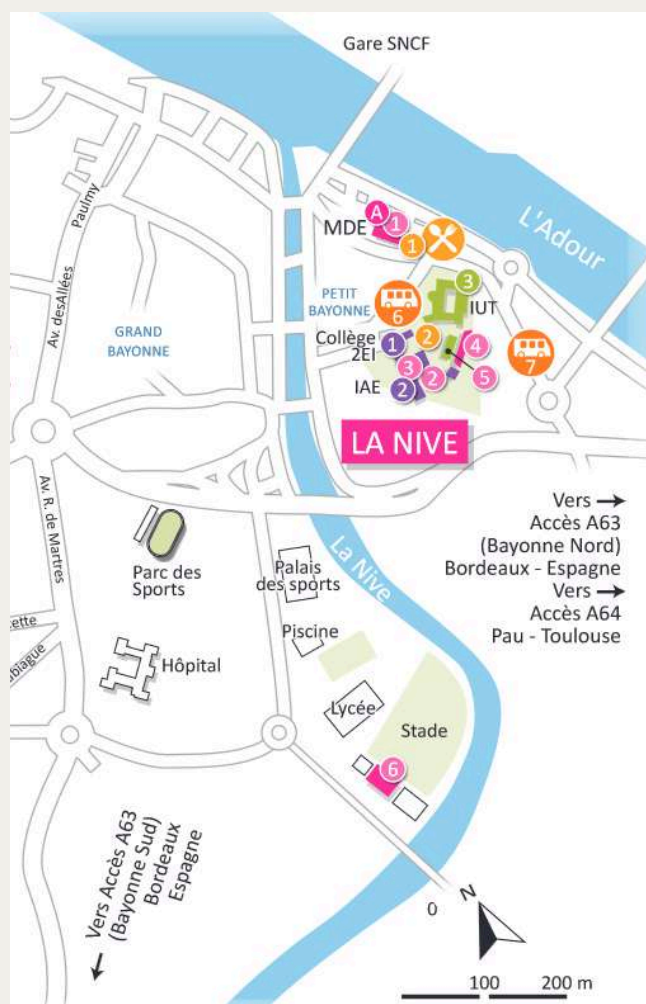 Gare SNCF
L'Adour
Paulmy
Av. desAllées
MDE
A
1
1
3
PETIT
BAYONNE
6
IUT
GRAND
BAYONNE
Collège
2EI
1
2
4
7
3
IAE
2
2
5
LA NIVE
Av. R. de Martres
Vers →
Accès A63
(Bayonne Nord)
Bordeaux - Espagne
Vers →
Accès A64
Pau - Toulouse
Parc des
Sports
Palais
des sports
La Nive
Piscine
Hôpital
Lycée
Stade
6
Vers Accès A63
(Bayonne Sud)
Bordeaux
Espagne
N
0
100
200 m